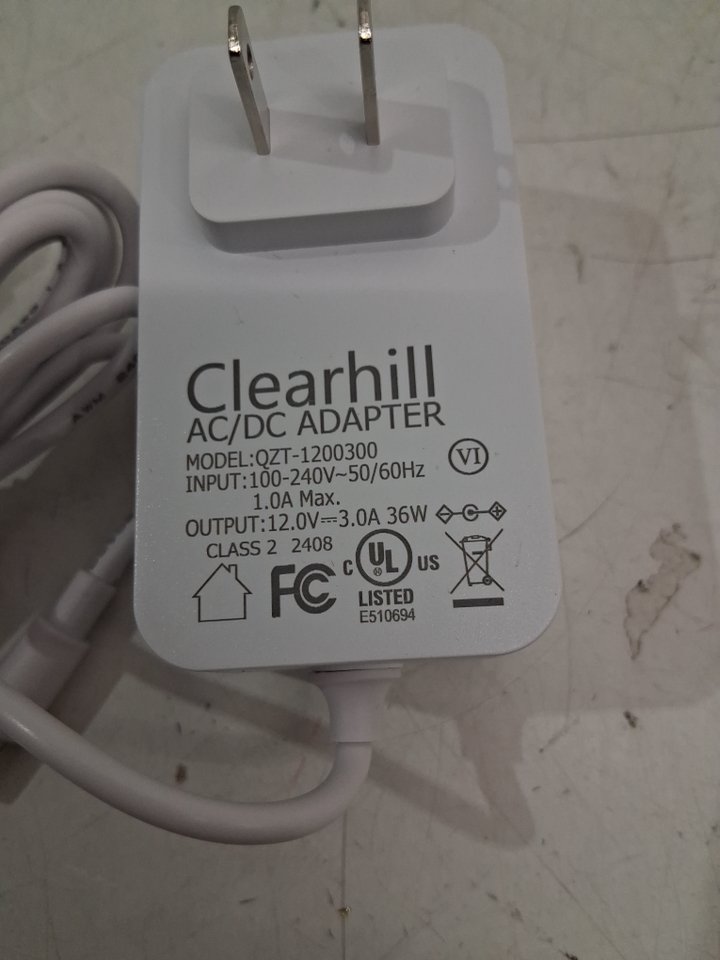 Clearhill
AC/DC ADAPTER
MODEL:QZT-1200300
INPUT:100-240V~50/60Hz
1.0A Max.
VI
OUTPUT:12.0V⎓3.0A 36W
CLASS 2 2408
FC
C UL US
®
LISTED
E510694
AWM